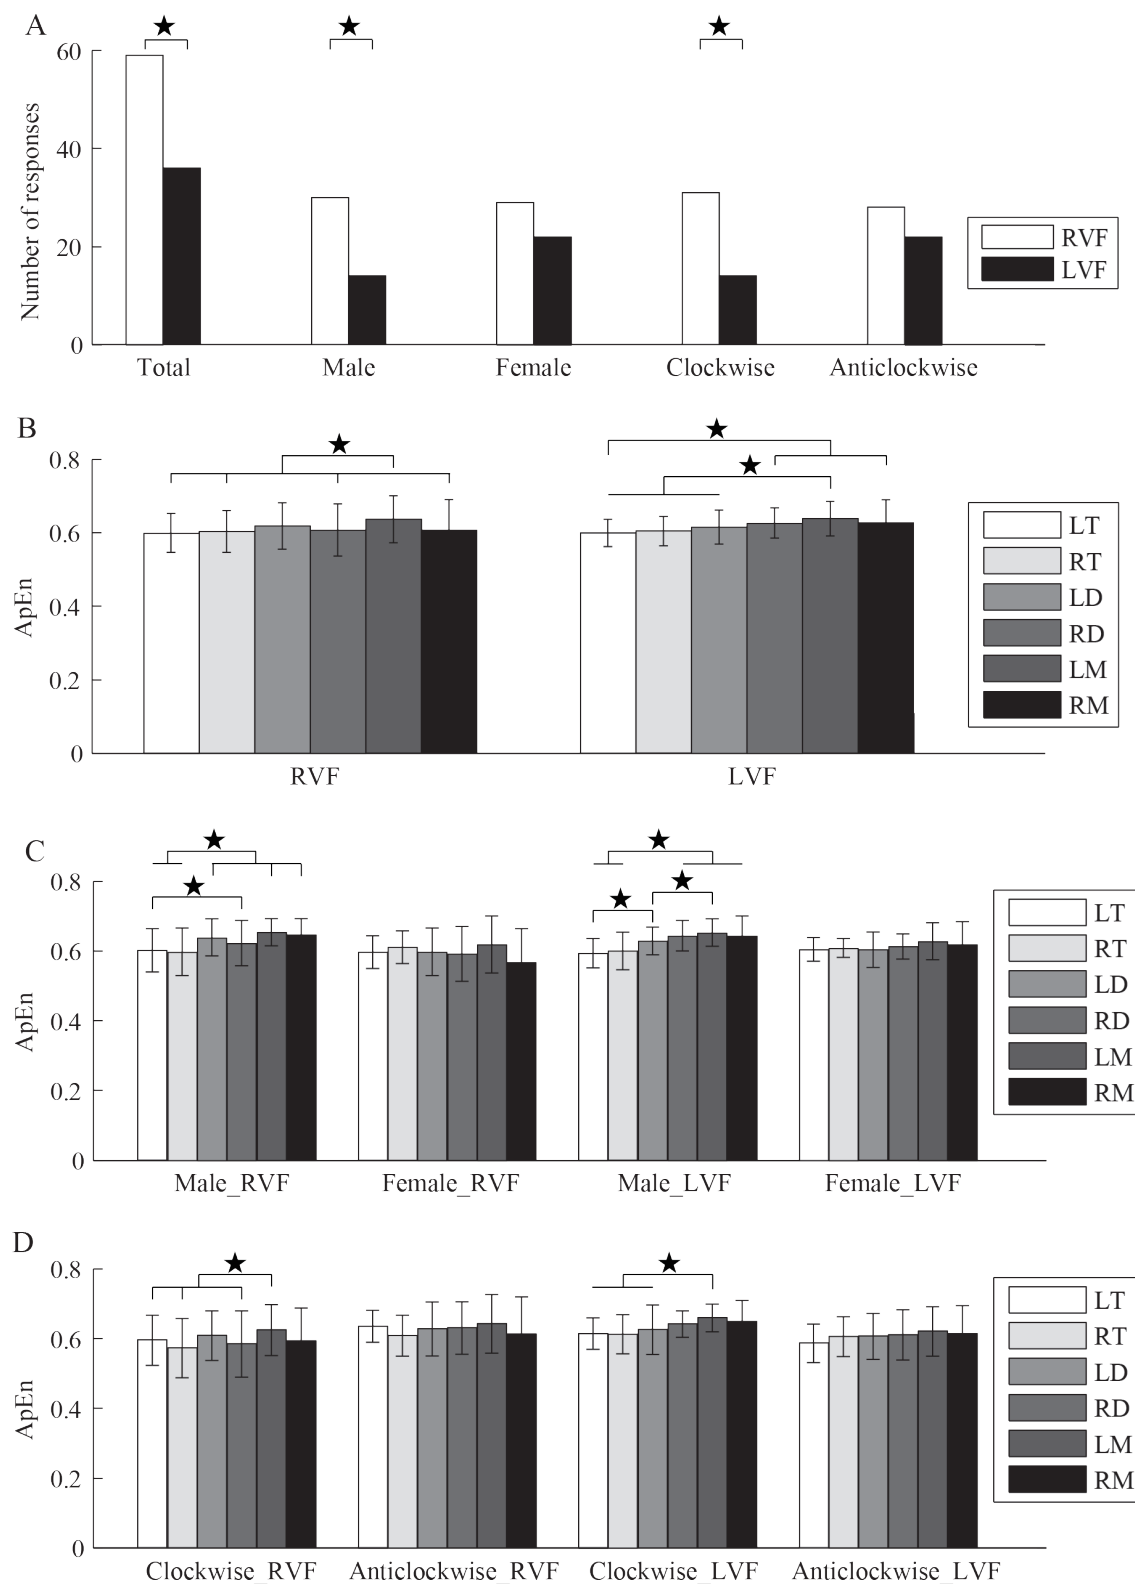 A
Number of responses
60
40
20
0
Total Male Female Clockwise Anticlockwise
RVF
LVF
B
ApEn
0.8
0.6
0.4
0.2
0
RVF LVF
LT
RT
LD
RD
LM
RM
C
ApEn
0.8
0.6
0.4
0.2
0
Male_RVF Female_RVF Male_LVF Female_LVF
LT
RT
LD
RD
LM
RM
D
ApEn
0.8
0.6
0.4
0.2
0
Clockwise_RVF Anticlockwise_RVF Clockwise_LVF Anticlockwise_LVF
LT
RT
LD
RD
LM
RM